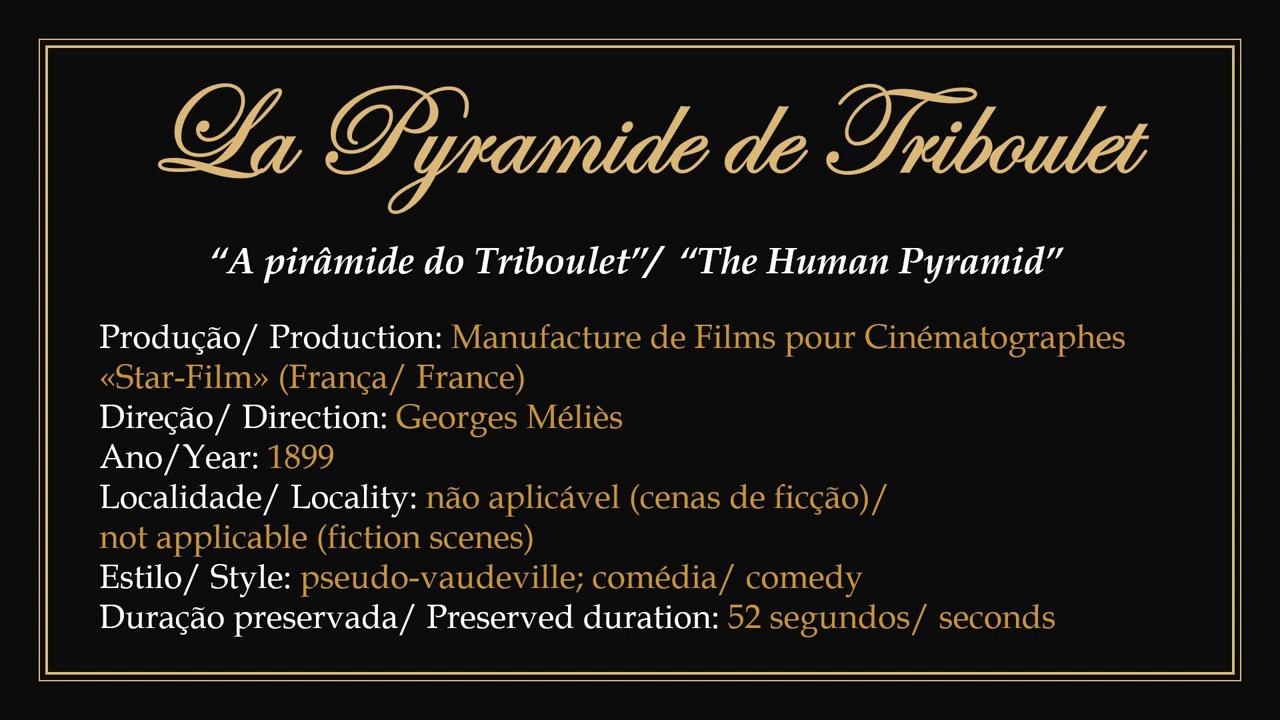 La Pyramide de Triboulet
“A pirâmide do Triboulet”/ “The Human Pyramid”
Produção/ Production: Manufacture de Films pour Cinématographes
«Star-Film» (França/ France)
Direção/ Direction: Georges Méliès
Ano/Year: 1899
Localidade/ Locality: não aplicável (cenas de ficção)/
not applicable (fiction scenes)
Estilo/ Style: pseudo-vaudeville; comédia/ comedy
Duração preservada/ Preserved duration: 52 segundos/ seconds